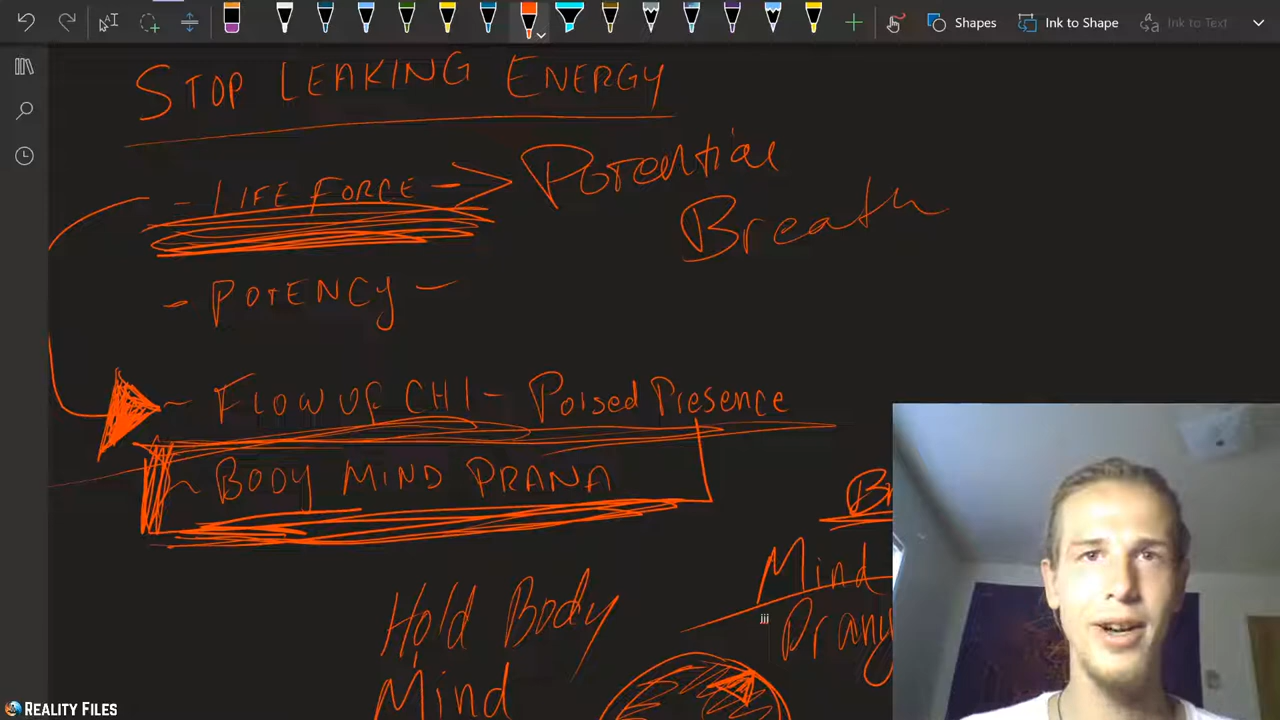 Shapes
Ink to Shape
Ink to Text
STOP LEAKING ENERGY
- LIFE FORCE -> Potential
Breath
- POTENCY -
~ FLOW OF CHI - Poised Presence
~ BODY MIND PRANA
Mind
Hold Body
Mind
jjj
REALITY FILES